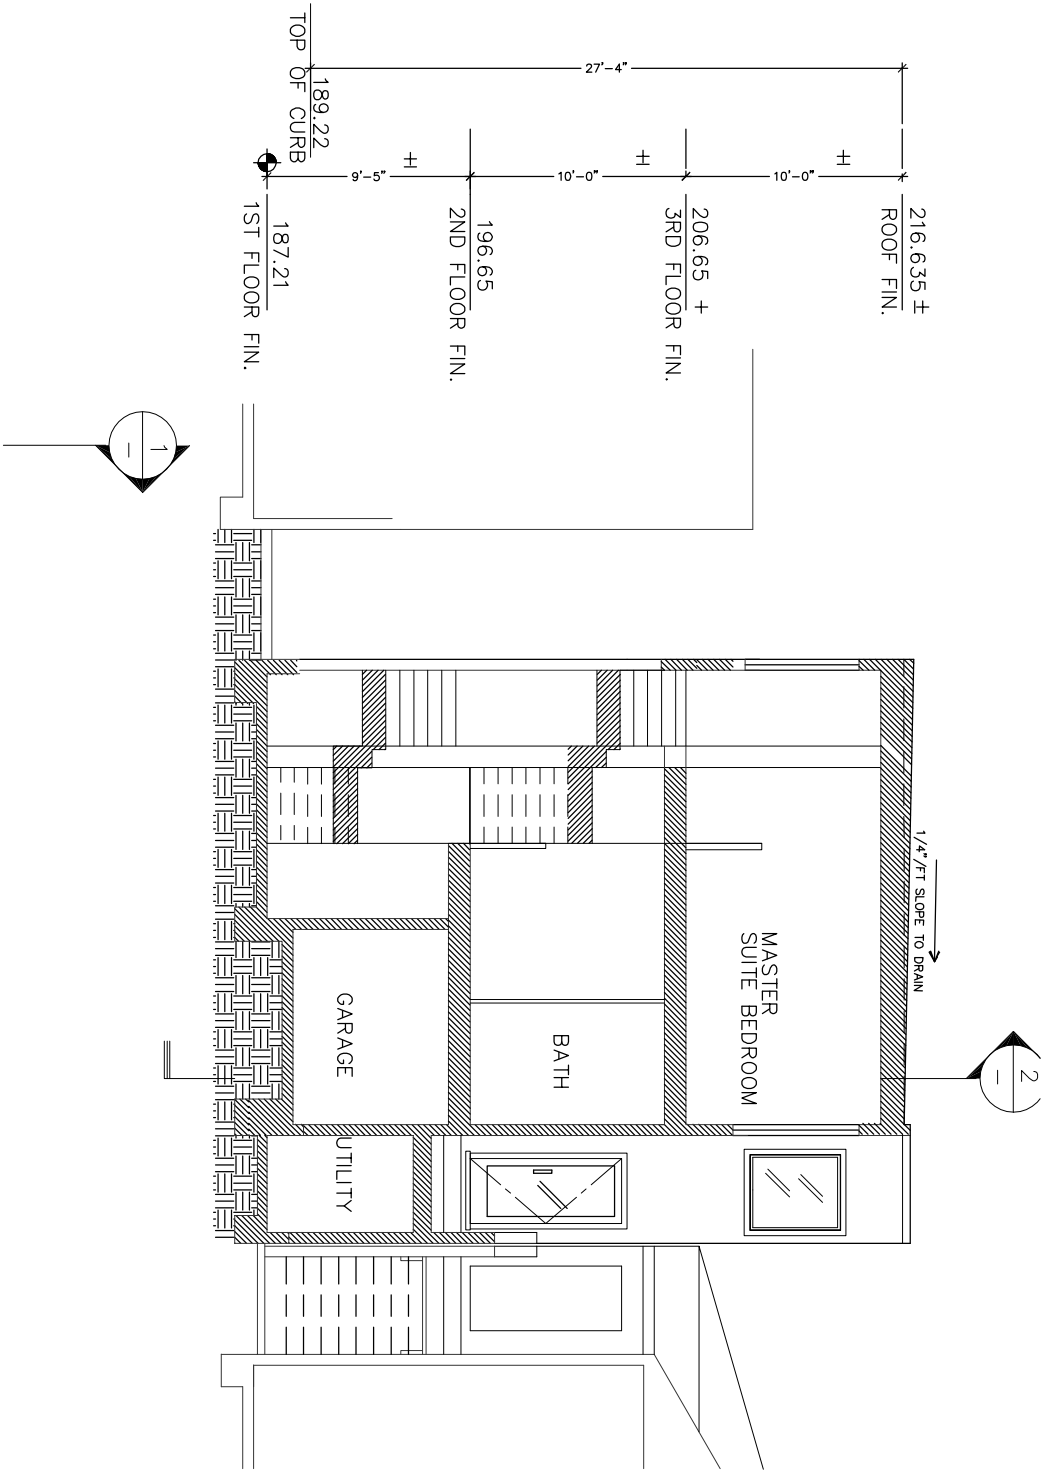 216.635 ±
ROOF FIN.
10'-0"
±
206.65 +
3RD FLOOR FIN.
10'-0"
±
196.65
2ND FLOOR FIN.
9'-5"
±
187.21
1ST FLOOR FIN.
27'-4"
189.22
TOP OF CURB
1/4"/FT SLOPE TO DRAIN
MASTER
SUITE BEDROOM
BATH
GARAGE
UTILITY
1
-
2
-